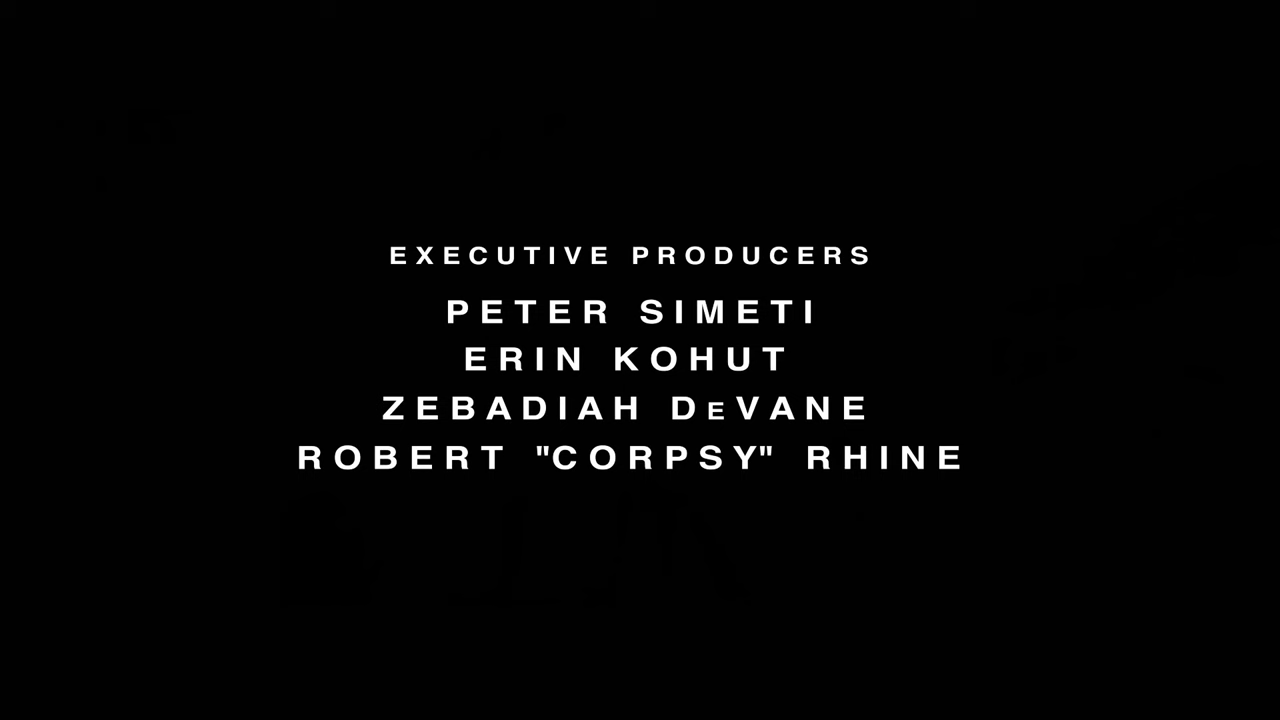 EXECUTIVE PRODUCERS
PETER SIMETI
ERIN KOHUT
ZEBADIAH DeVANE
ROBERT "CORPSY" RHINE